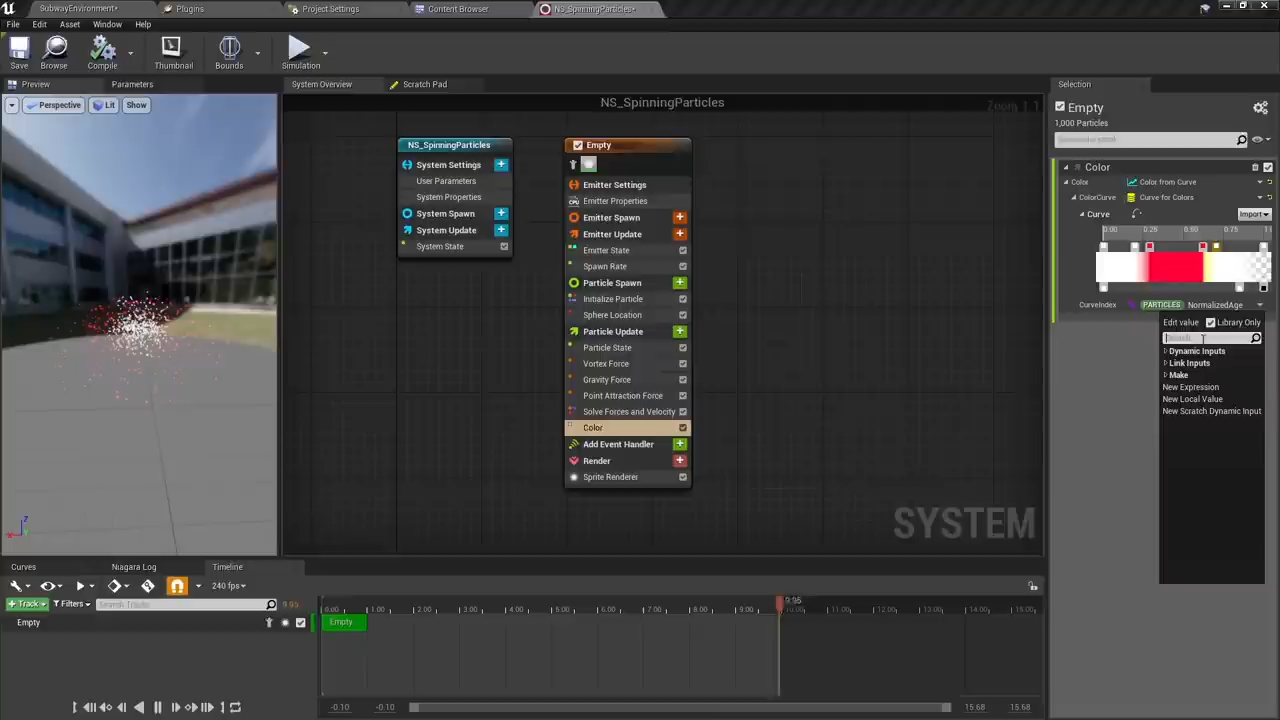 SubwayEnvironment*
Plugins
Project Settings
Content Browser
NS_SpinningParticles*
File
Edit
Asset
Window
Help
Save
Browse
Compile
Thumbnail
Bounds
Simulation
Preview
Parameters
System Overview
Scratch Pad
Selection
Perspective
Lit
Show
NS_SpinningParticles
Zoom 1:1
Empty
1,000 Particles
NS_SpinningParticles
System Settings
User Parameters
System Properties
System Spawn
System Update
System State
Empty
Emitter Settings
Emitter Properties
Emitter Spawn
Emitter Update
Emitter State
Spawn Rate
Particle Spawn
Initialize Particle
Sphere Location
Particle Update
Particle State
Vortex Force
Gravity Force
Point Attraction Force
Solve Forces and Velocity
Color
Add Event Handler
Render
Sprite Renderer
SYSTEM
Color
Color
Color from Curve
ColorCurve
Curve for Colors
Curve
Import
0.00
0.25
0.50
0.75
CurveIndex
PARTICLES
NormalizedAge
Edit value
Library Only
Search
Dynamic Inputs
Link Inputs
Make
New Expression
New Local Value
New Scratch Dynamic Input
Curves
Niagara Log
Timeline
240 fps
Track
Filters
Search Tracks
9.95
Empty
0.00
1.00
2.00
3.00
4.00
5.00
6.00
7.00
8.00
9.00
9.95
10.00
11.00
12.00
13.00
14.00
15.00
Empty
-0.10
-0.10
15.68
15.68